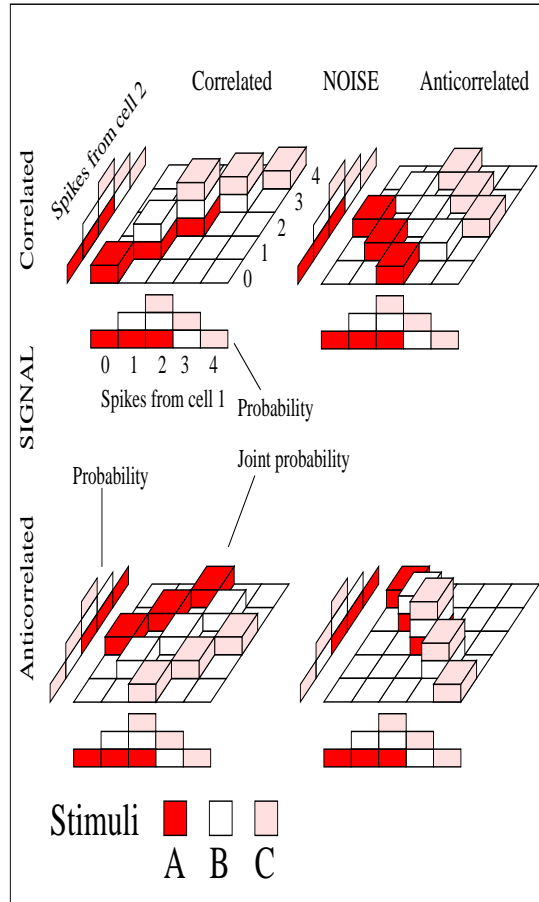 Correlated NOISE Anticorrelated
Spikes from cell 2
Correlated
4
3
2
1
0
0 1 2 3 4
Spikes from cell 1
Probability
SIGNAL
Joint probability
Probability
Anticorrelated
Stimuli
A B C